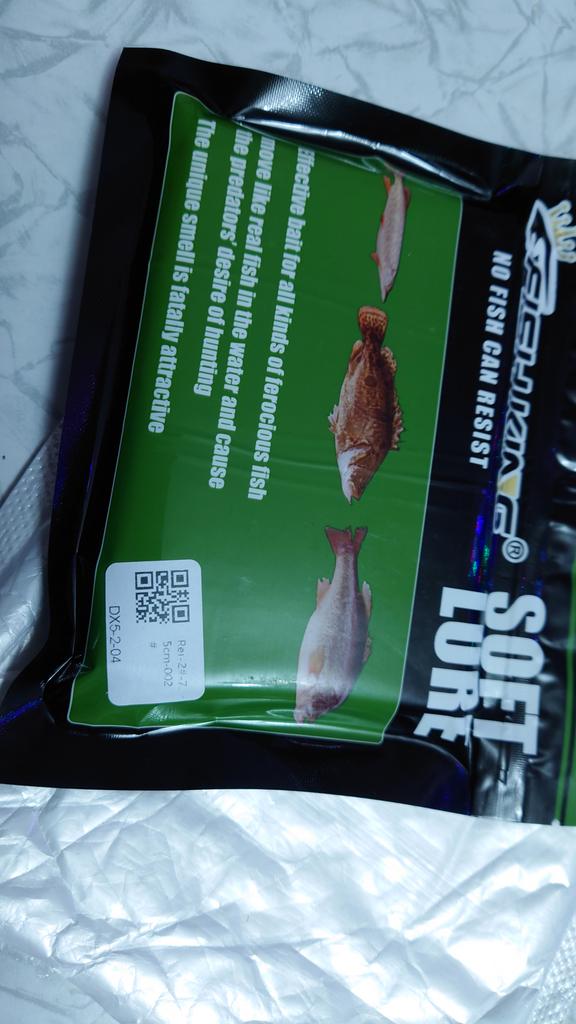 FISHKING®
NO FISH CAN RESIST
SOFT
LURE
Effective bait for all kinds of ferocious fish
move like real fish in the water and cause
the predators' desire of hunting
The unique smell is fatally attractive
5cm-002
#
DX5-2-04